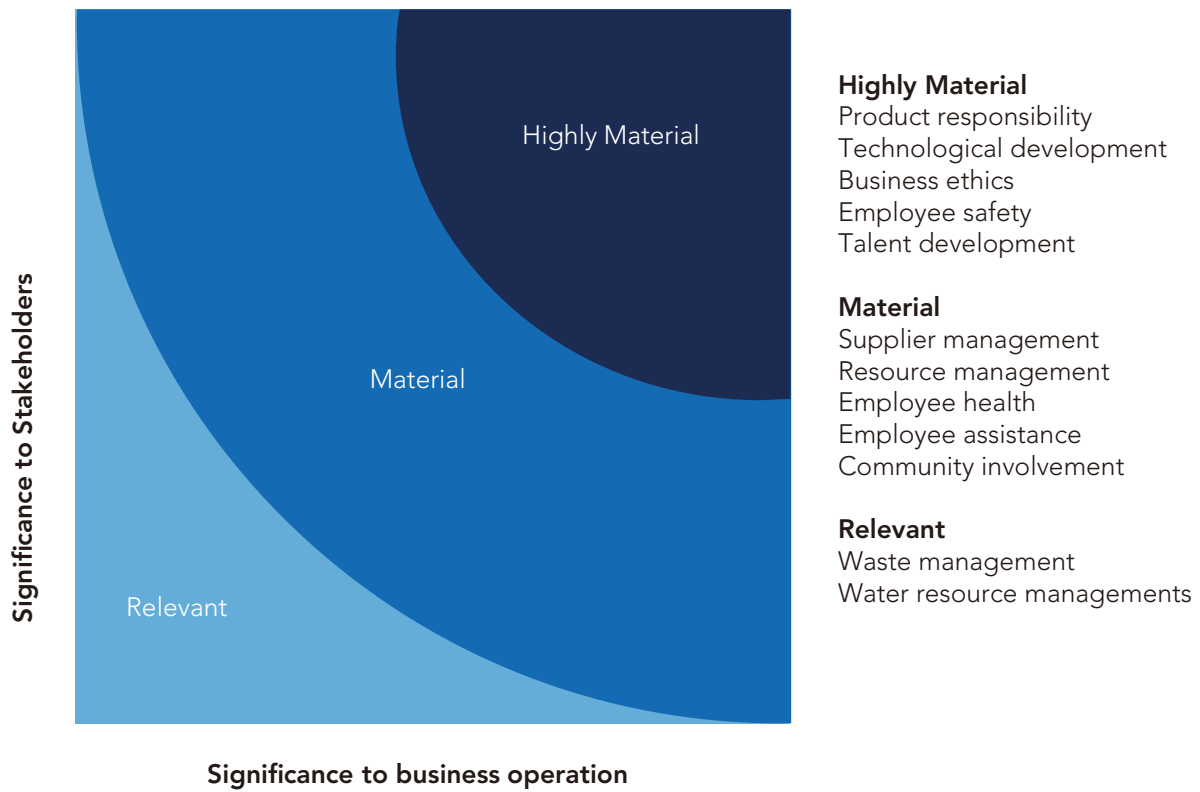 Significance to Stakeholders
Highly Material
Material
Relevant
Significance to business operation
Highly Material
Product responsibility
Technological development
Business ethics
Employee safety
Talent development
Material
Supplier management
Resource management
Employee health
Employee assistance
Community involvement
Relevant
Waste management
Water resource managements